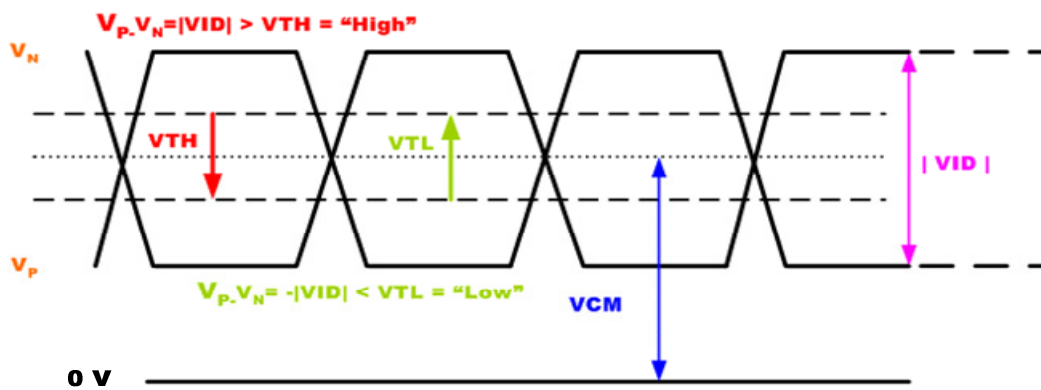 VP-VN=|VID| > VTH = “High”
VN
VTH
VTL
| VID |
VP
VP-VN= -|VID| < VTL = “Low”
VCM
0 V